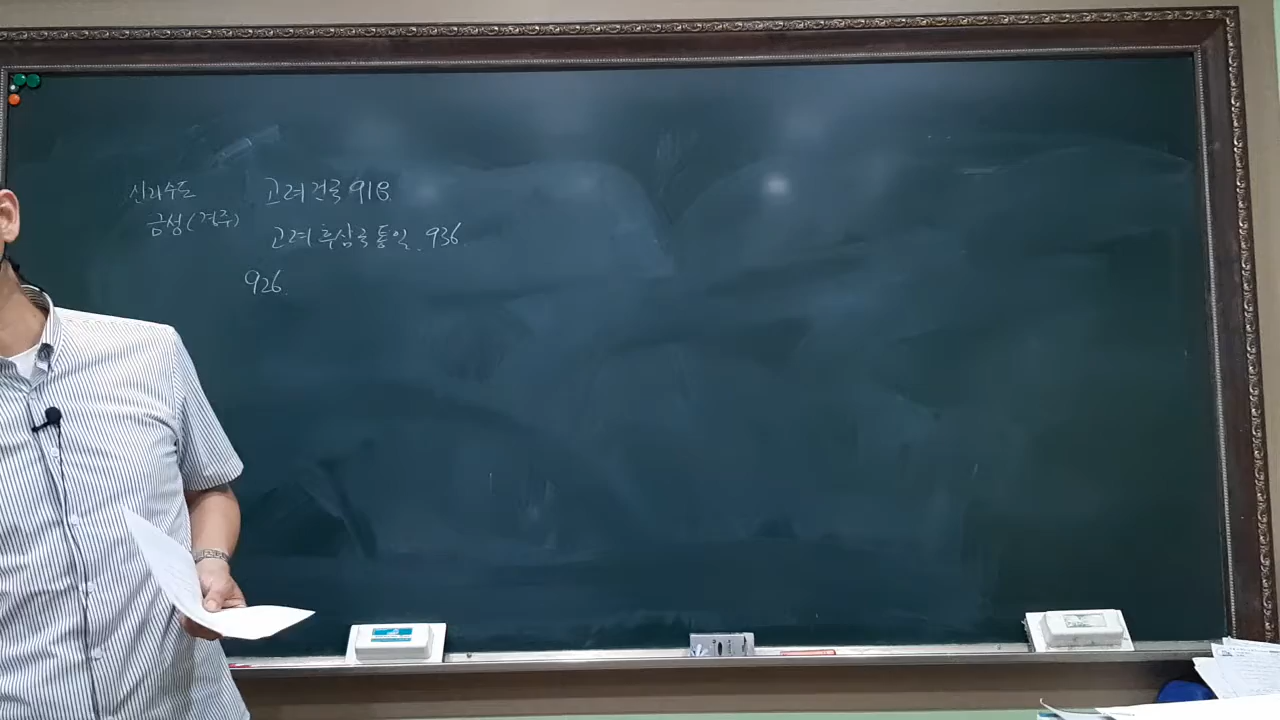 신라수도
금성(경주)
고려 건국 918.
고려 후삼국 통일. 936.
926.